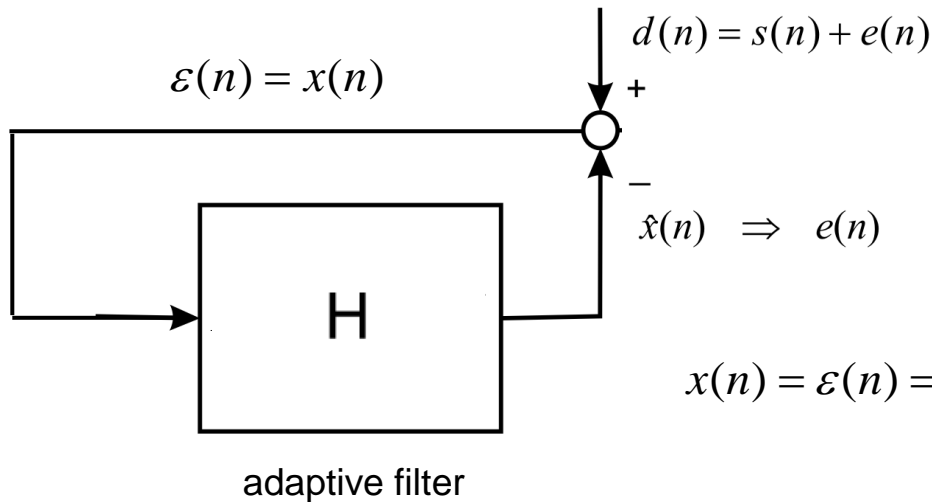 d(n) = s(n) + e(n)
ε(n) = x(n)
+
−
x̂(n) ⇒ e(n)
H
x(n) = ε(n) =
adaptive filter